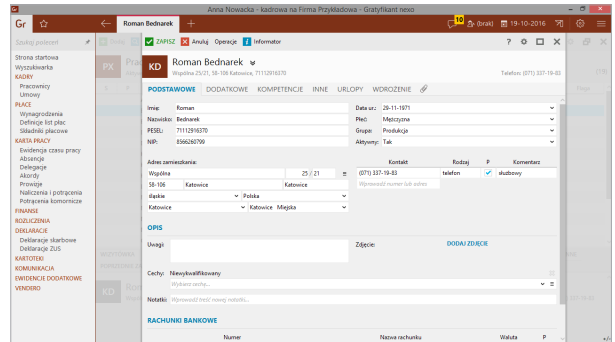 Anna Nowacka - kadrowa na Firma Przykładowa - Gratyfikant nexo
Gr
Roman Bednarek
10
(brak)
19-10-2016
Szukaj poleceń
ZAPISZ
Anuluj
Operacje
Informator
Strona startowa
Wyszukiwarka
KADRY
Pracownicy
Umowy
PŁACE
Wynagrodzenia
Definicje list płac
Składniki płacowe
KARTA PRACY
Ewidencja czasu pracy
Absencje
Delegacje
Akordy
Prowizje
Naliczenia i potrącenia
Potrącenia komornicze
FINANSE
ROZLICZENIA
DEKLARACJE
Deklaracje skarbowe
Deklaracje ZUS
KARTOTEKI
KOMUNIKACJA
EWIDENCJE DODATKOWE
VENDERO
PX
KD
KD
Roman Bednarek
Wspólna 25/21, 58-106 Katowice, 71112916370
Telefon: (071) 337-19-83
PODSTAWOWE DODATKOWE KOMPETENCJE INNE URLOPY WDROŻENIE
Imię: Roman
Data ur.: 29-11-1971
Nazwisko: Bednarek
Płeć: Mężczyzna
PESEL: 71112916370
Grupa: Produkcja
NIP: 8566260799
Aktywny: Tak
Adres zamieszkania:
Kontakt Rodzaj P Komentarz
Wspólna 25 / 21
(071) 337-19-83 telefon służbowy
58-106 Katowice Katowice
Wprowadź numer lub adres
śląskie Polska
Katowice Katowice Miejska
OPIS
Uwagi:
Zdjęcie:
DODAJ ZDJĘCIE
Cechy: Niewykwalifikowany
Wybierz cechę...
Notatki: Wprowadź treść nowej notatki...
RACHUNKI BANKOWE
Numer Nazwa rachunku Waluta P